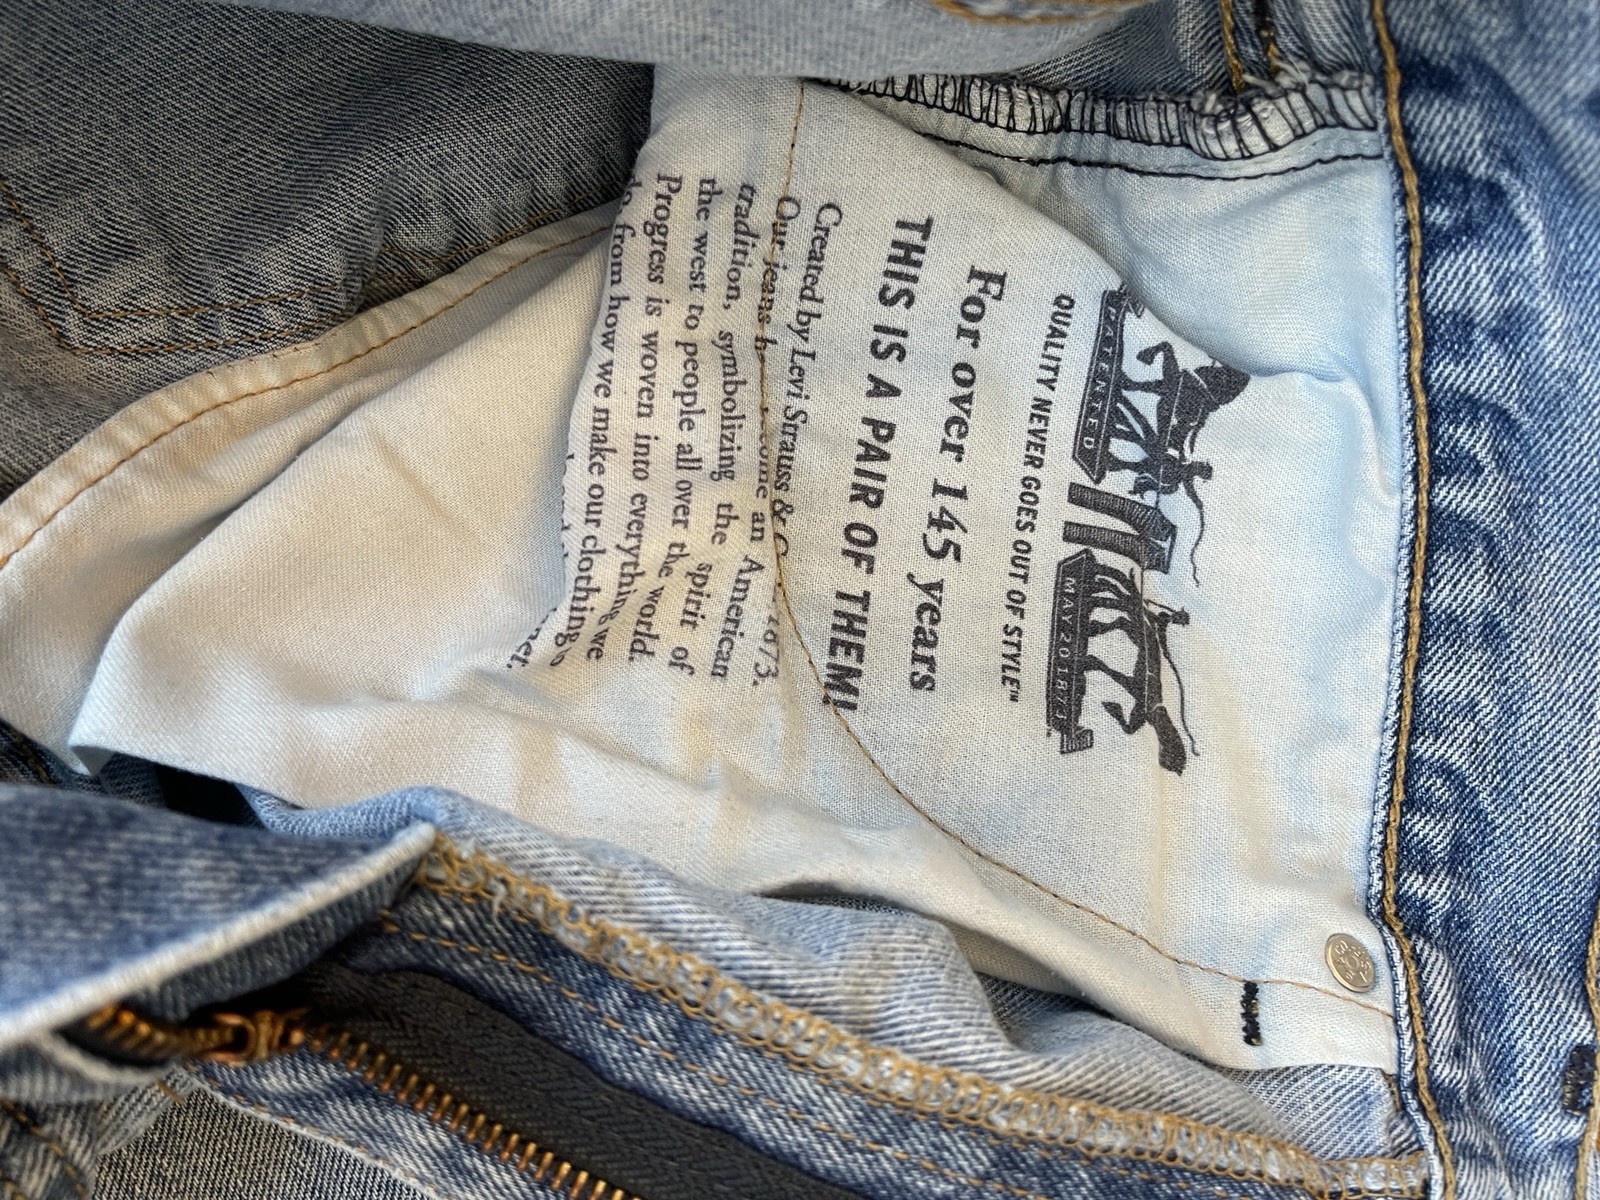 PATENTED MAY 20 1873
QUALITY NEVER GOES OUT OF STYLE™
For over 145 years
THIS IS A PAIR OF THEM!
Created by Levi Strauss & 1873.
Our jeans an American
tradition, symbolizing the spirit of
the west to people all over the world.
Progress is woven into everything we
from how we make our clothing